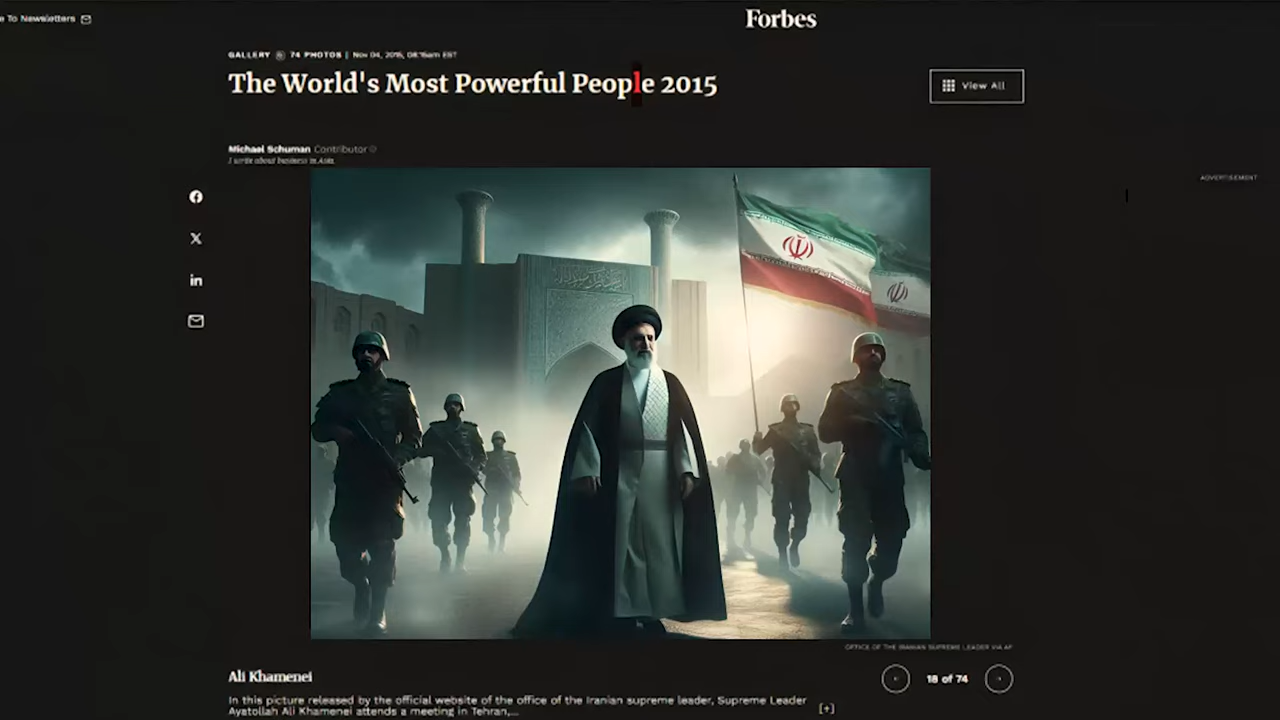 e To Newsletters
Forbes
GALLERY 74 PHOTOS | Nov 04, 2015, 08:15am EST
The World's Most Powerful People 2015
View All
Michael Schuman Contributor
I write about business in Asia.
ADVERTISEMENT
OFFICE OF THE IRANIAN SUPREME LEADER VIA AP
Ali Khamenei
18 of 74
In this picture released by the official website of the office of the Iranian supreme leader, Supreme Leader
Ayatollah Ali Khamenei attends a meeting in Tehran,...
[+]